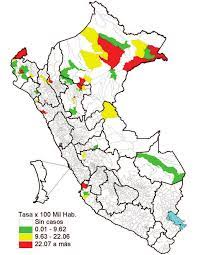 Tasa x 100 Mil Hab.
Sin casos
0.01 - 9.62
9.63 - 22.06
22.07 a más